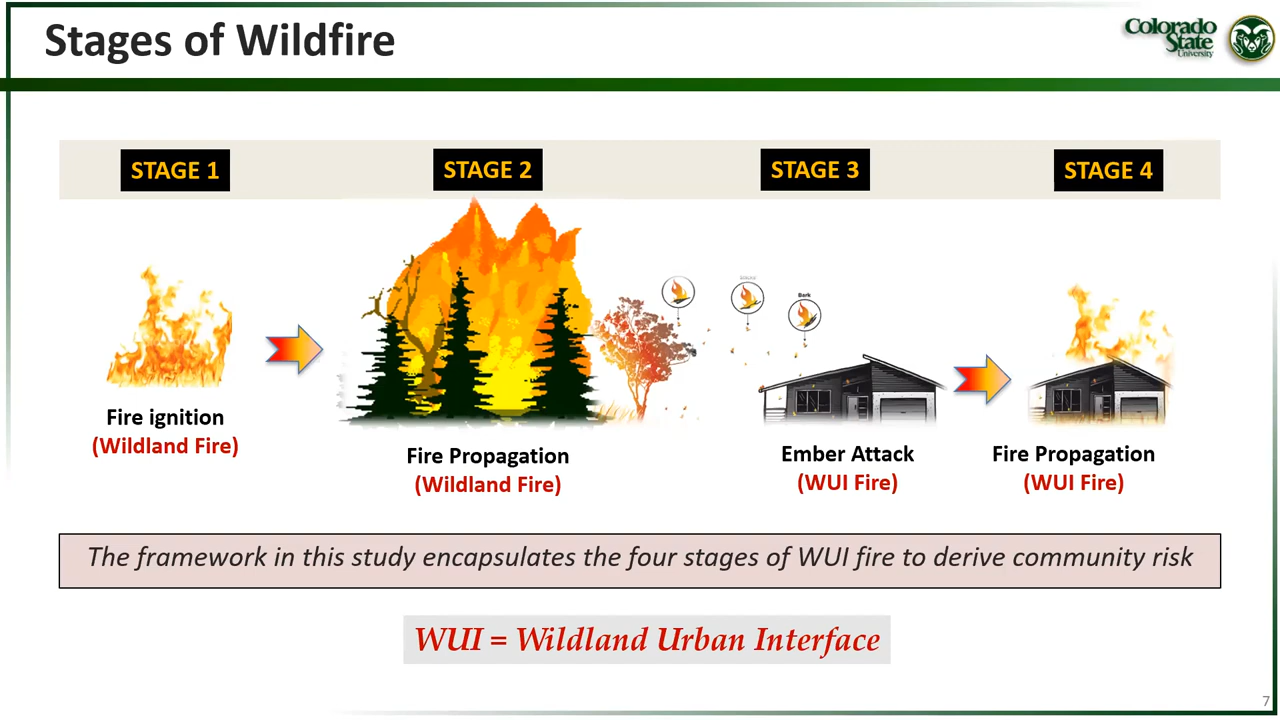 Stages of Wildfire
Colorado
State
University
STAGE 1
STAGE 2
STAGE 3
STAGE 4
Bark
Fire ignition
(Wildland Fire)
Fire Propagation
(Wildland Fire)
Ember Attack
(WUI Fire)
Fire Propagation
(WUI Fire)
The framework in this study encapsulates the four stages of WUI fire to derive community risk
WUI = Wildland Urban Interface
7